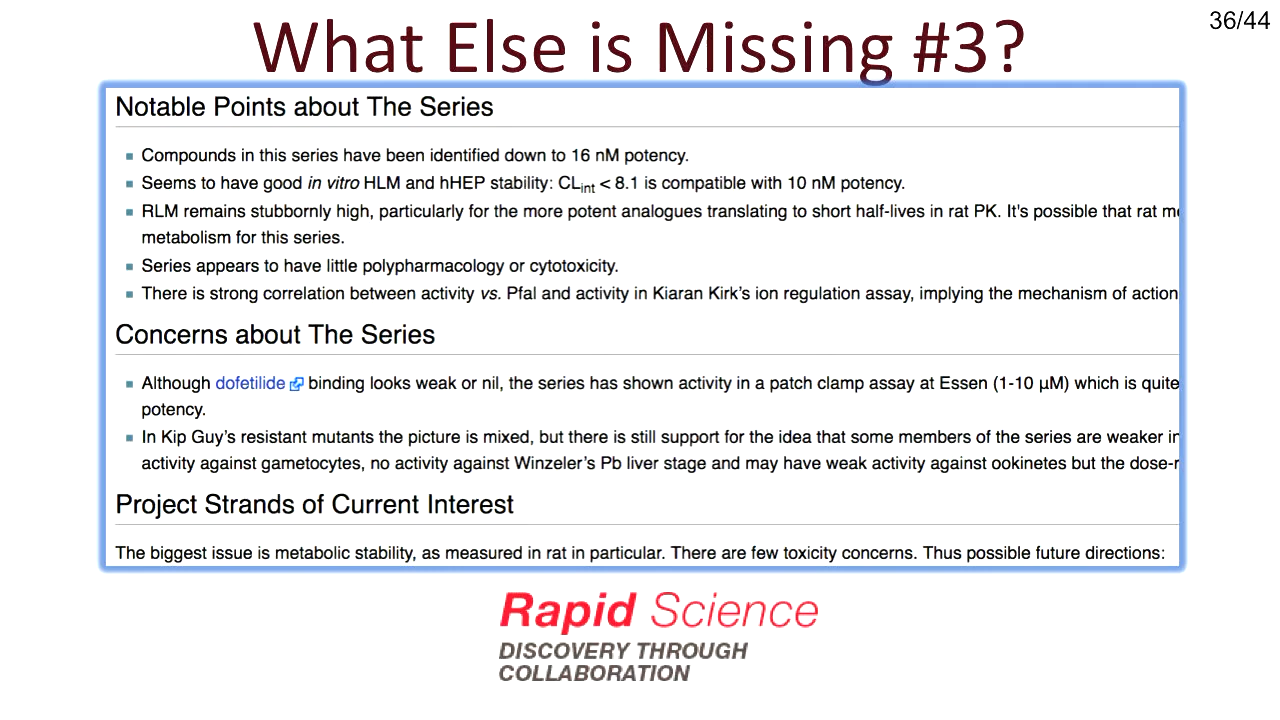 What Else is Missing #3?
36/44
Notable Points about The Series
Compounds in this series have been identified down to 16 nM potency.
Seems to have good in vitro HLM and hHEP stability: CLint < 8.1 is compatible with 10 nM potency.
RLM remains stubbornly high, particularly for the more potent analogues translating to short half-lives in rat PK. It's possible that rat
metabolism for this series.
Series appears to have little polypharmacology or cytotoxicity.
There is strong correlation between activity vs. Pfal and activity in Kiaran Kirk's ion regulation assay, implying the mechanism of action
Concerns about The Series
Although dofetilide binding looks weak or nil, the series has shown activity in a patch clamp assay at Essen (1-10 µM) which is quite
potency.
In Kip Guy's resistant mutants the picture is mixed, but there is still support for the idea that some members of the series are weaker
activity against gametocytes, no activity against Winzeler's Pb liver stage and may have weak activity against ookinetes but the
Project Strands of Current Interest
The biggest issue is metabolic stability, as measured in rat in particular. There are few toxicity concerns. Thus possible future directions:
Rapid Science
DISCOVERY THROUGH
COLLABORATION